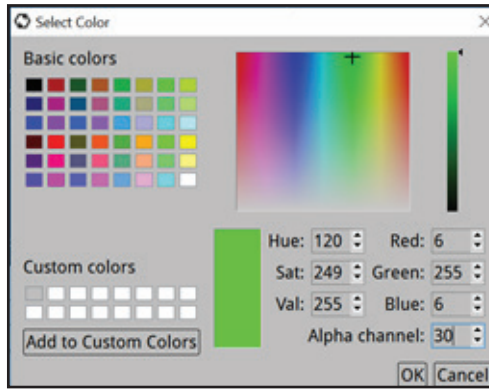 Select Color
Basic colors
Hue: 120 Red: 6
Custom colors Sat: 249 Green: 255
Val: 255 Blue: 6
Add to Custom Colors Alpha channel: 30
OK Cancel